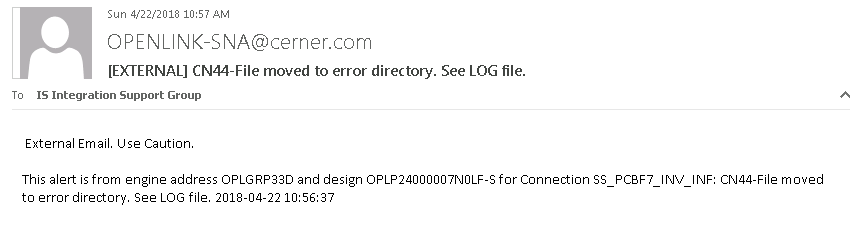 Sun 4/22/2018 10:57 AM
OPENLINK-SNA@cerner.com
[EXTERNAL] CN44-File moved to error directory. See LOG file.
To IS Integration Support Group
External Email. Use Caution.
This alert is from engine address OPLGRP33D and design OPLP24000007N0LF-S for Connection SS_PCBF7_INV_INF: CN44-File moved
to error directory. See LOG file. 2018-04-22 10:56:37